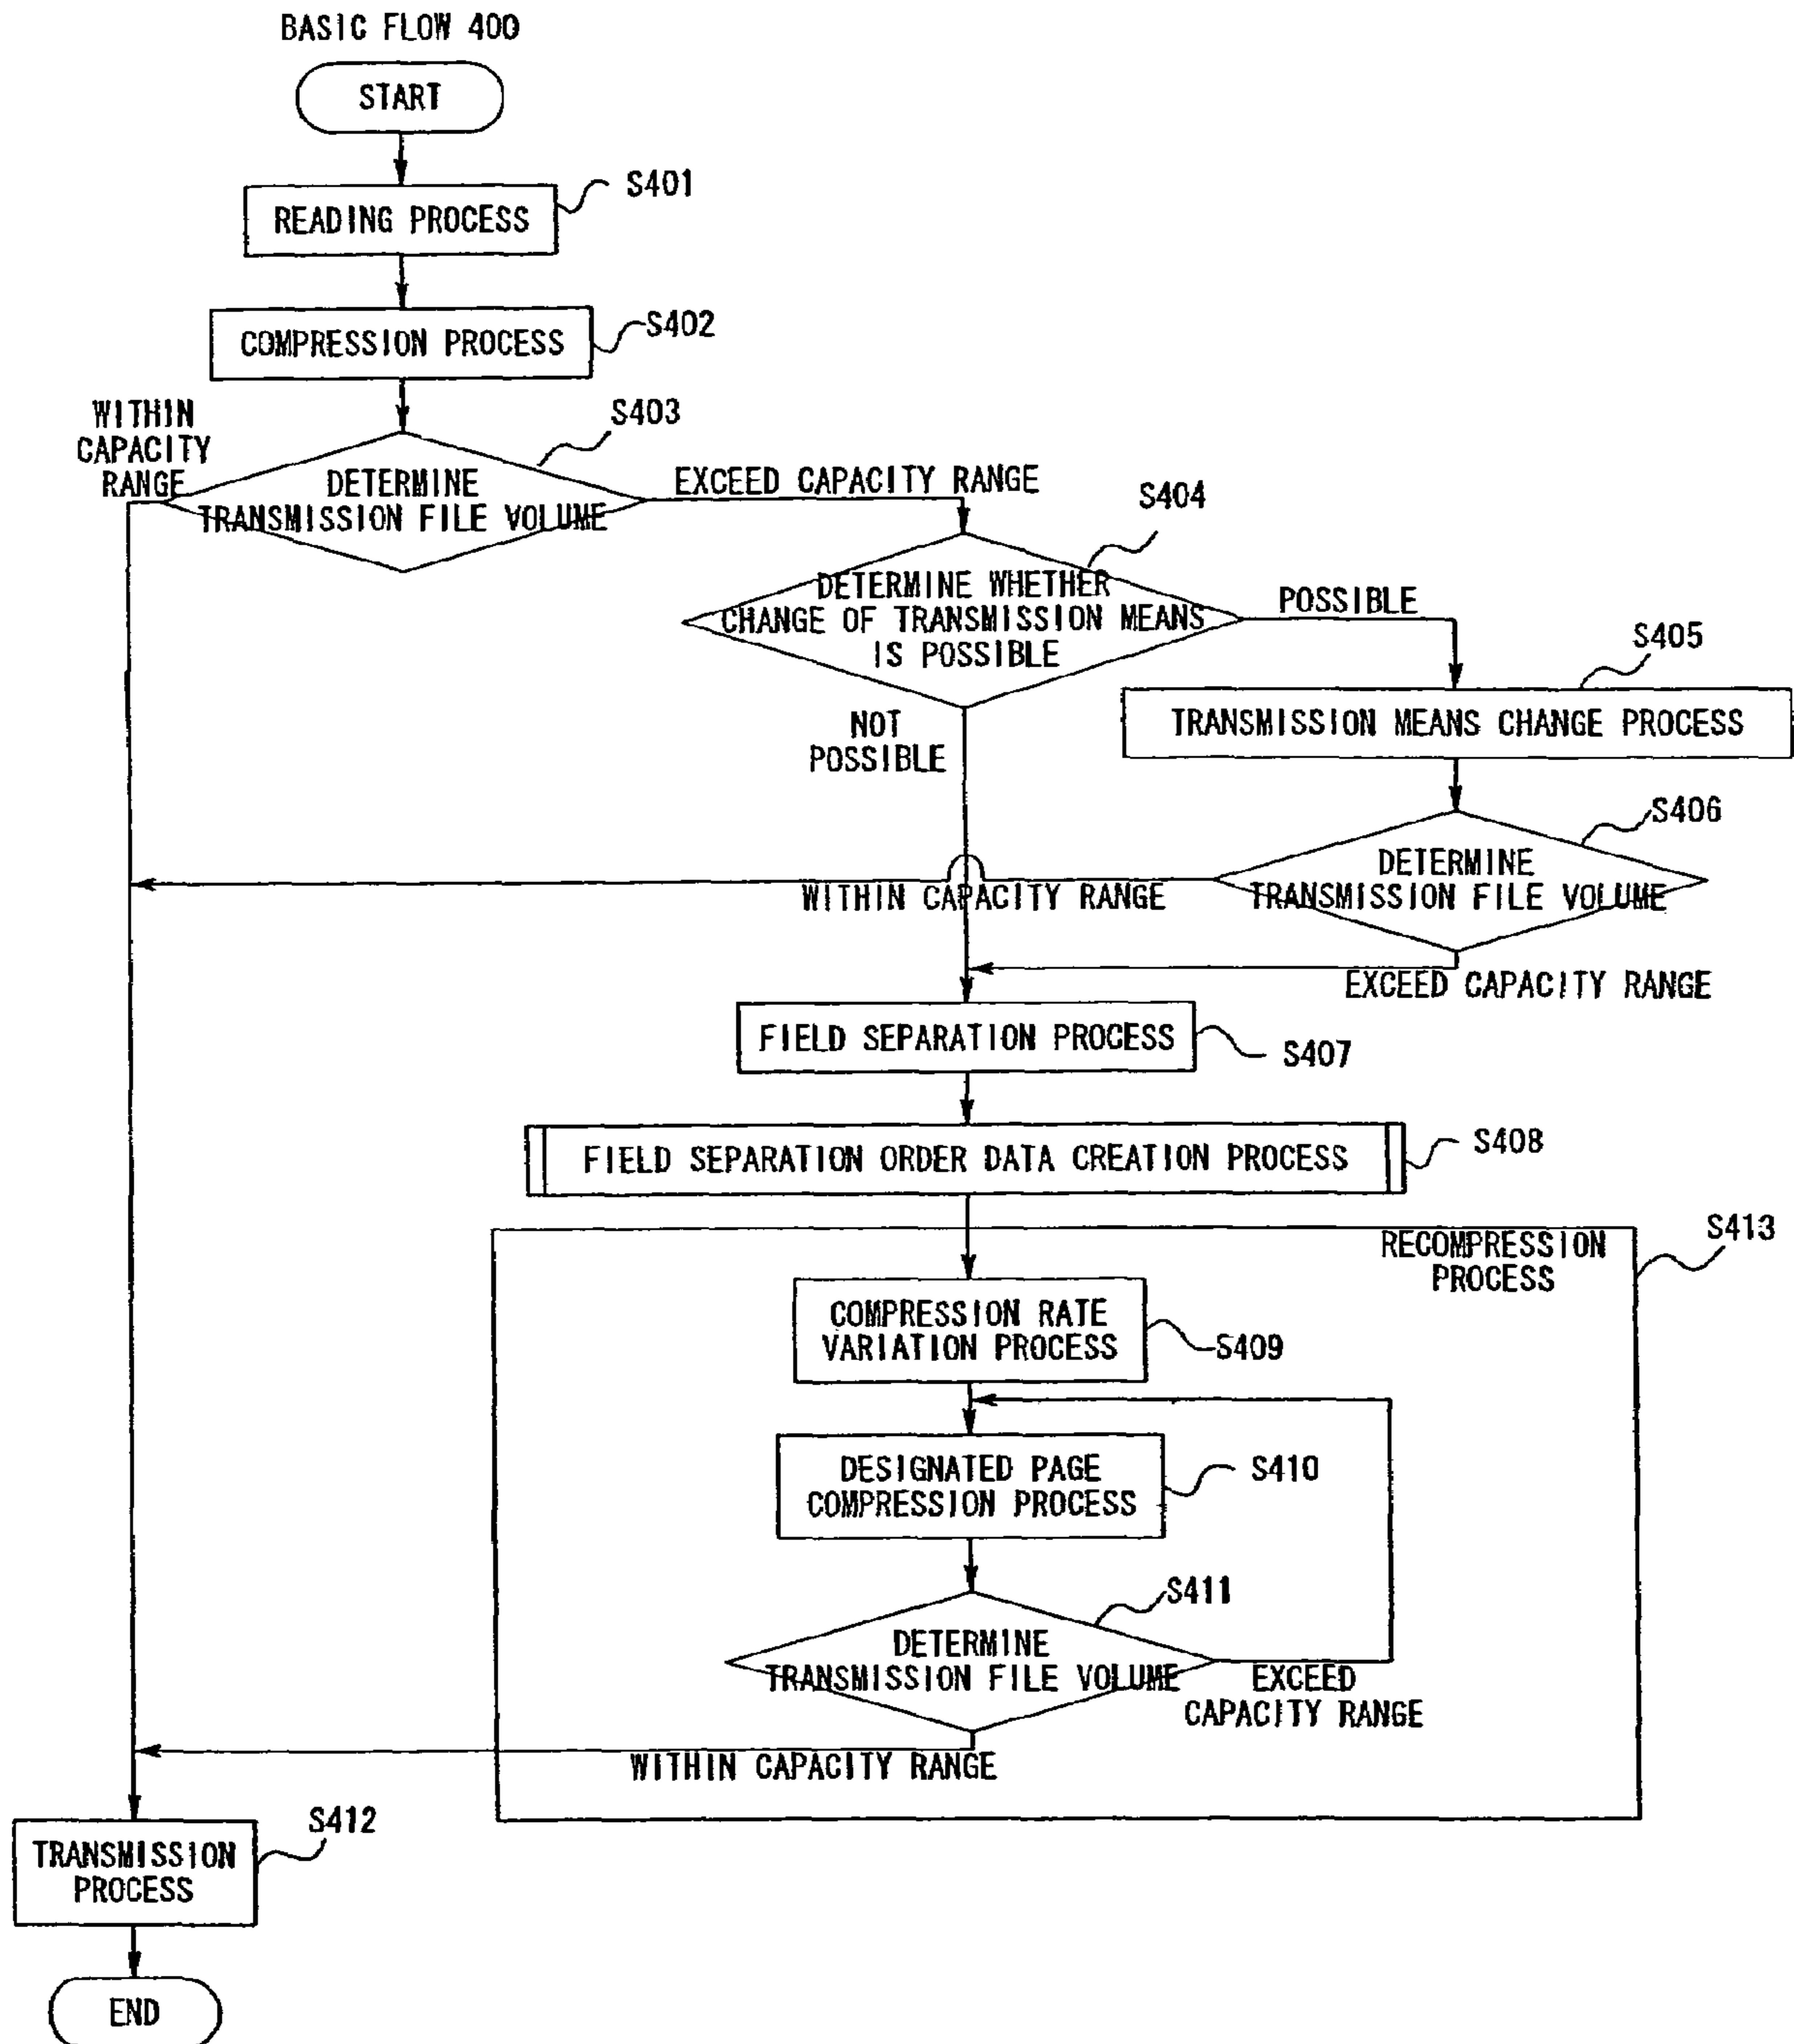 BASIC FLOW 400
START
S401
READING PROCESS
S402
COMPRESSION PROCESS
WITHIN
CAPACITY
RANGE
S403
DETERMINE
TRANSMISSION FILE VOLUME
EXCEED CAPACITY RANGE
S404
DETERMINE WHETHER
CHANGE OF TRANSMISSION MEANS
IS POSSIBLE
POSSIBLE
S405
NOT
POSSIBLE
TRANSMISSION MEANS CHANGE PROCESS
S406
DETERMINE
TRANSMISSION FILE VOLUME
WITHIN CAPACITY RANGE
EXCEED CAPACITY RANGE
FIELD SEPARATION PROCESS
S407
FIELD SEPARATION ORDER DATA CREATION PROCESS
S408
S413
RECOMPRESSION
PROCESS
COMPRESSION RATE
VARIATION PROCESS
S409
DESIGNATED PAGE
COMPRESSION PROCESS
S410
S411
DETERMINE
TRANSMISSION FILE VOLUME
EXCEED
CAPACITY RANGE
WITHIN CAPACITY RANGE
S412
TRANSMISSION
PROCESS
END